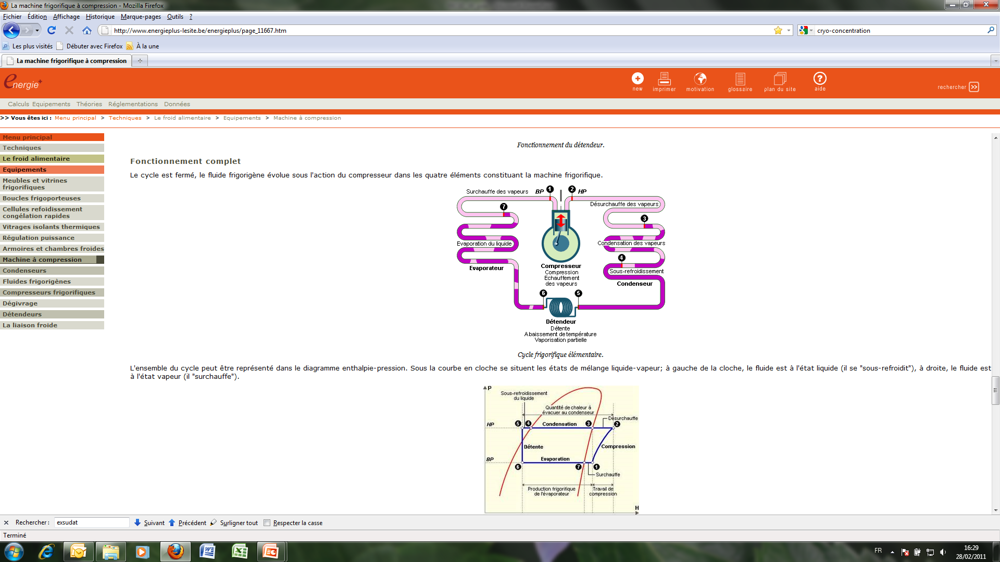 La machine frigorifique à compression - Mozilla Firefox
Fichier Édition Affichage Historique Marque-pages Outils ?
http://www.energieplus-lesite.be/energieplus/page_11667.htm
cryo-concentration
Les plus visités Débuter avec Firefox À la une
La machine frigorifique à compression
energie+
new imprimer motivation glossaire plan du site aide
rechercher >>
Calculs Equipements Théories Réglementations Données
>> Vous êtes ici : Menu principal > Techniques > Le froid alimentaire > Equipements > Machine à compression
Menu principal
Techniques
Le froid alimentaire
Equipements
Meubles et vitrines
frigorifiques
Boucles frigoporteuses
Cellules refoidissement
congélation rapides
Vitrages isolants thermiques
Régulation puissance
Armoires et chambres froides
Machine à compression
Condenseurs
Fluides frigorigènes
Compresseurs frigorifiques
Dégivrage
Détendeurs
La liaison froide
Fonctionnement du détendeur.
Fonctionnement complet
Le cycle est fermé, le fluide frigorigène évolue sous l'action du compresseur dans les quatre éléments constituant la machine frigorifique.
Surchauffe des vapeurs BP 1 2 HP
Désurchauffe des vapeurs
7
3
Evaporation du liquide
Condensation des vapeurs
4
Evaporateur
Compresseur
Compression
Echauffement
des vapeurs
Sous-refroidissement
Condenseur
6 5
Détendeur
Détente
Abaissement de température
Vaporisation partielle
Cycle frigorifique élémentaire.
L'ensemble du cycle peut être représenté dans le diagramme enthalpie-pression. Sous la courbe en cloche se situent les états de mélange liquide-vapeur; à gauche de la cloche, le fluide est à l'état liquide (il se "sous-refroidit"), à droite, le fluide est
à l'état vapeur (il "surchauffe").
P
Sous-refroidissement
du liquide
Quantité de chaleur à
évacuer au condenseur
Désurchauffe
HP 5 4 Condensation 3 2
Détente Compression
BP Evaporation
6 7 1
Surchauffe
Production frigorifique
de l'évaporateur
Travail de
compression
H
Rechercher : exsudat Suivant Précédent Surligner tout Respecter la casse
Terminé
FR
16:29
28/02/2011